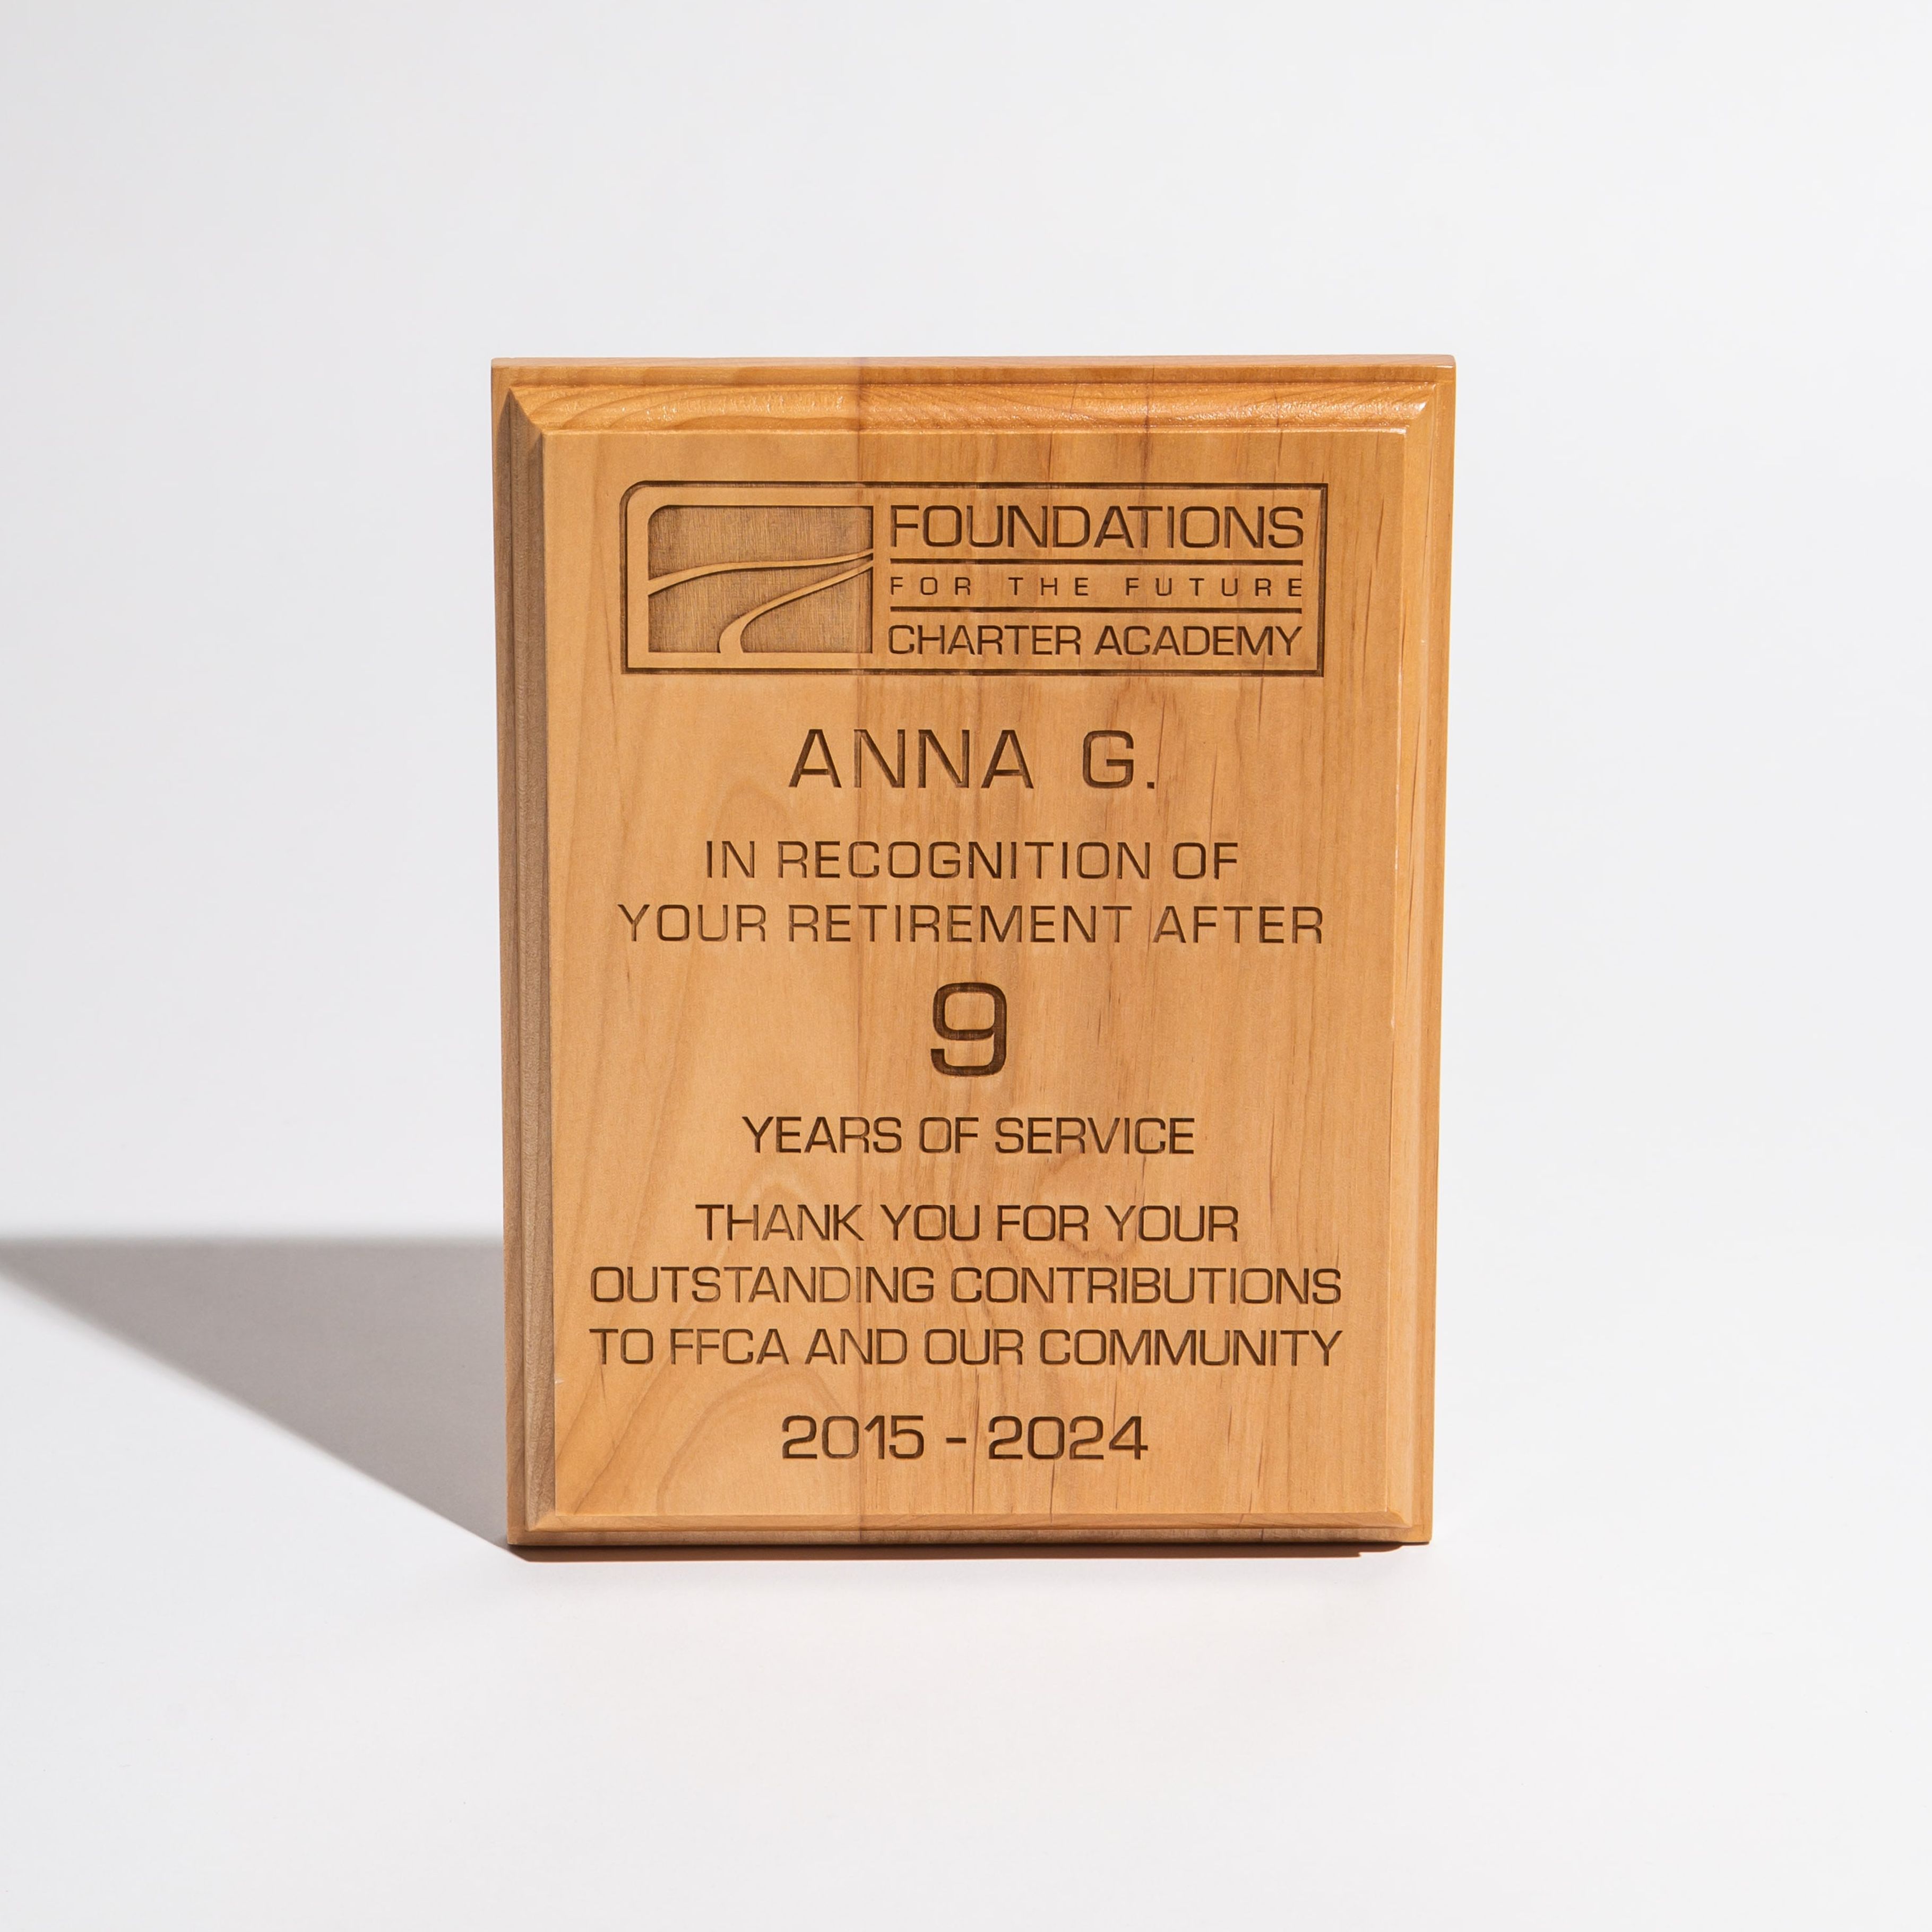 FOUNDATIONS
FOR THE FUTURE
CHARTER ACADEMY
ANNA G.
IN RECOGNITION OF
YOUR RETIREMENT AFTER
9
YEARS OF SERVICE
THANK YOU FOR YOUR
OUTSTANDING CONTRIBUTIONS
TO FFCA AND OUR COMMUNITY
2015 - 2024